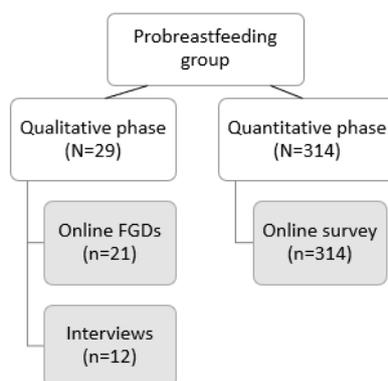 Probreastfeeding
group
Qualitative phase
(N=29)
Quantitative phase
(N=314)
Online FGDs
(n=21)
Online survey
(n=314)
Interviews
(n=12)